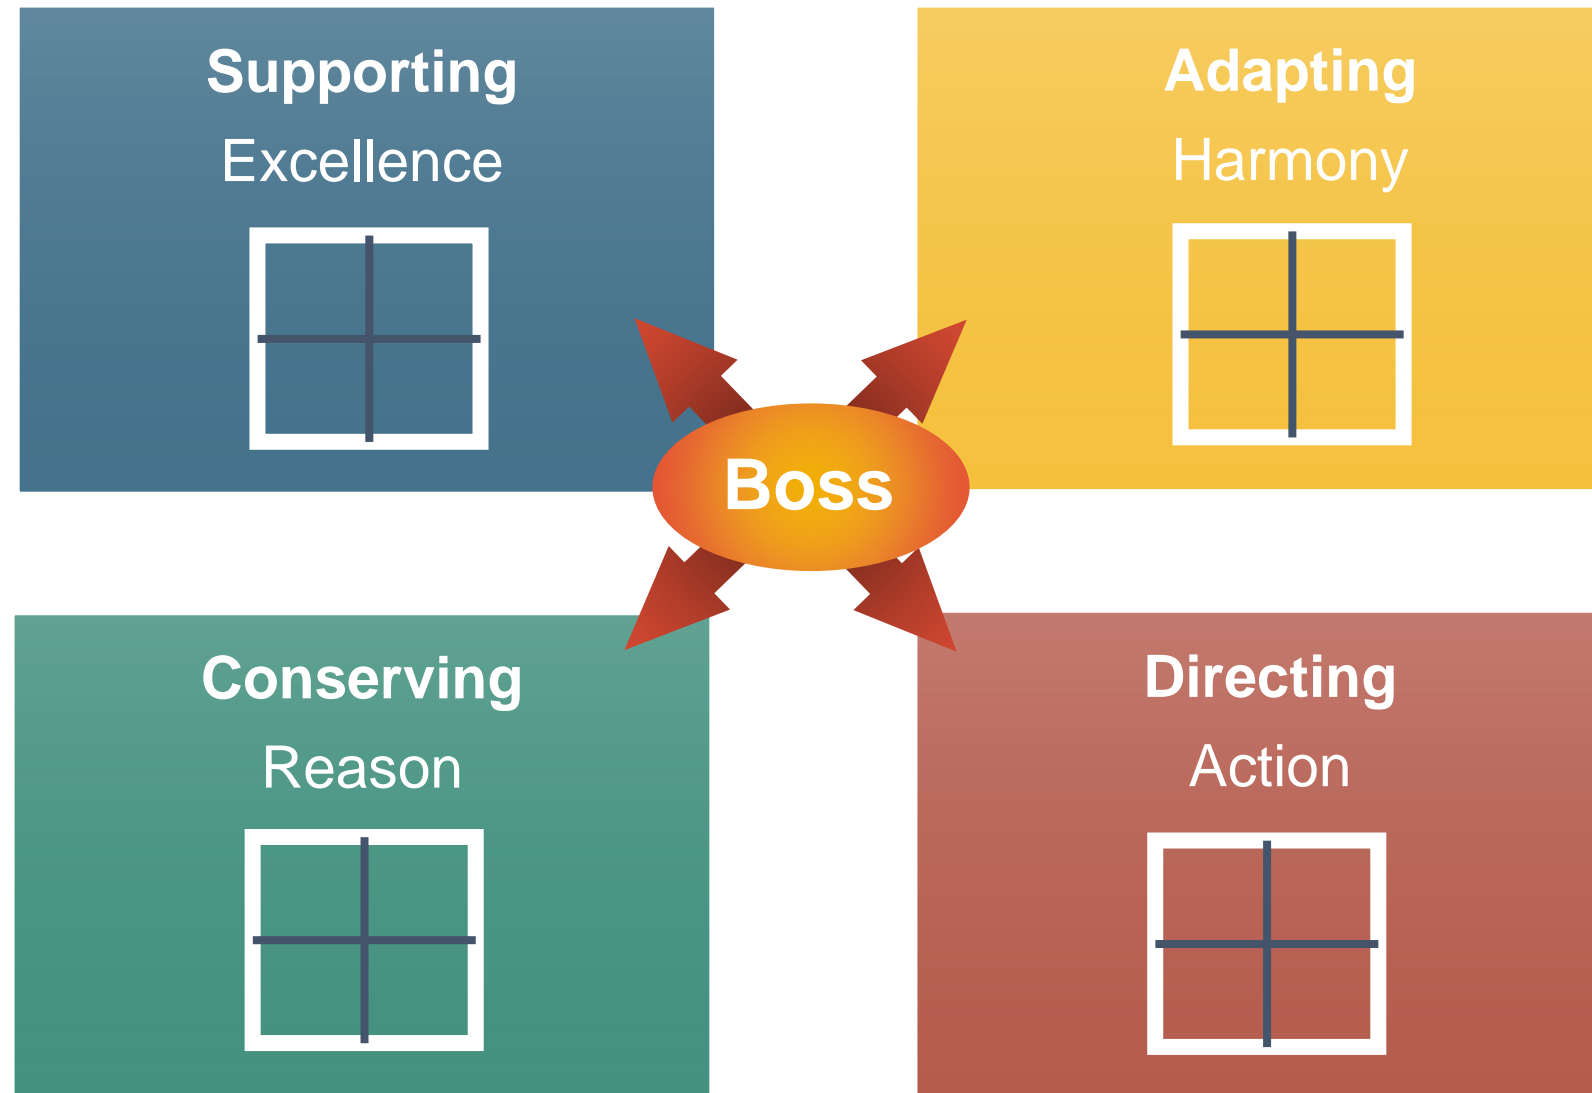 Supporting
Excellence
Adapting
Harmony
Boss
Conserving
Reason
Directing
Action